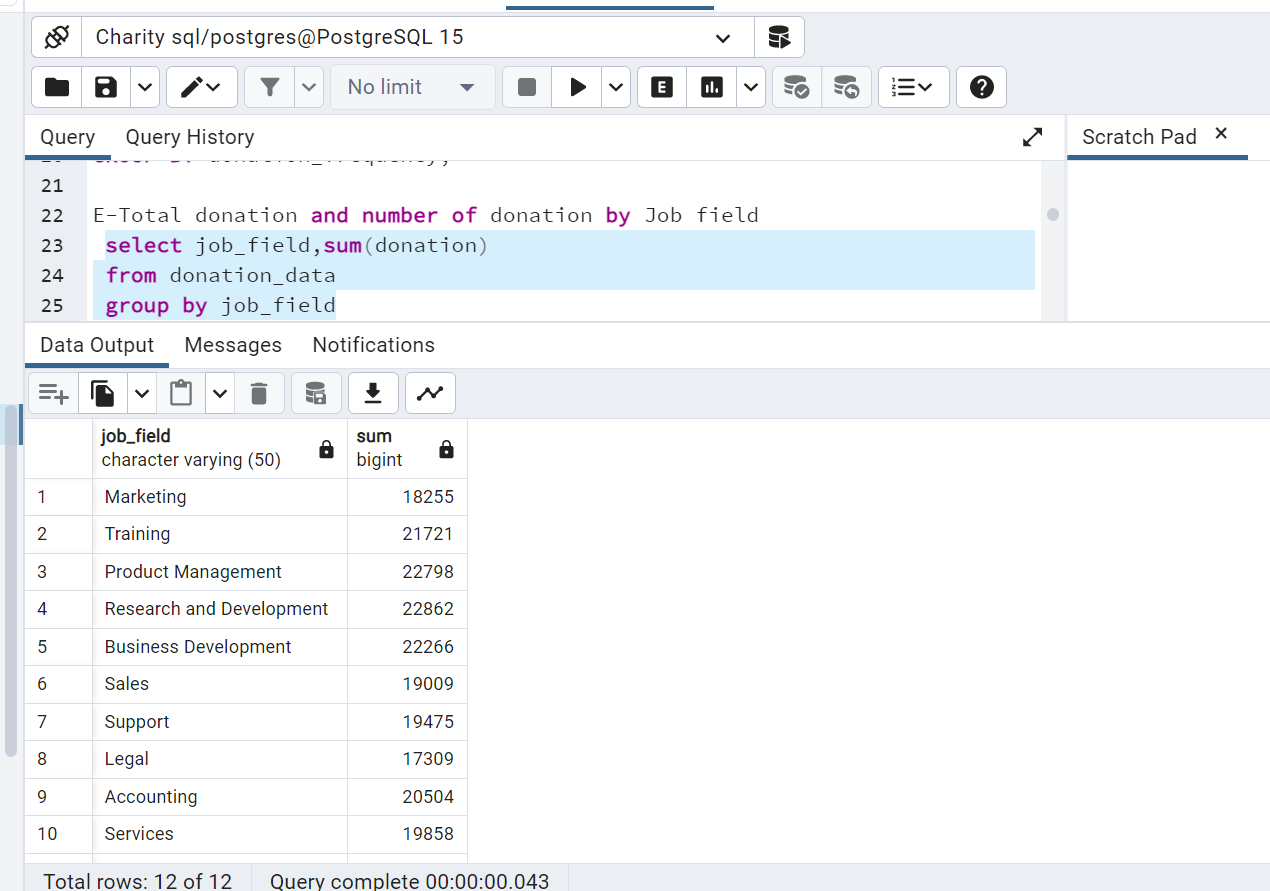 Charity sql/postgres@PostgreSQL 15
No limit
E
Query Query History
Scratch Pad
21
22 E-Total donation and number of donation by Job field
23 select job_field,sum(donation)
24 from donation_data
25 group by job_field
Data Output Messages Notifications
job_field sum
character varying (50) bigint
1 Marketing 18255
2 Training 21721
3 Product Management 22798
4 Research and Development 22862
5 Business Development 22266
6 Sales 19009
7 Support 19475
8 Legal 17309
9 Accounting 20504
10 Services 19858
Total rows: 12 of 12 Query complete 00:00:00.043